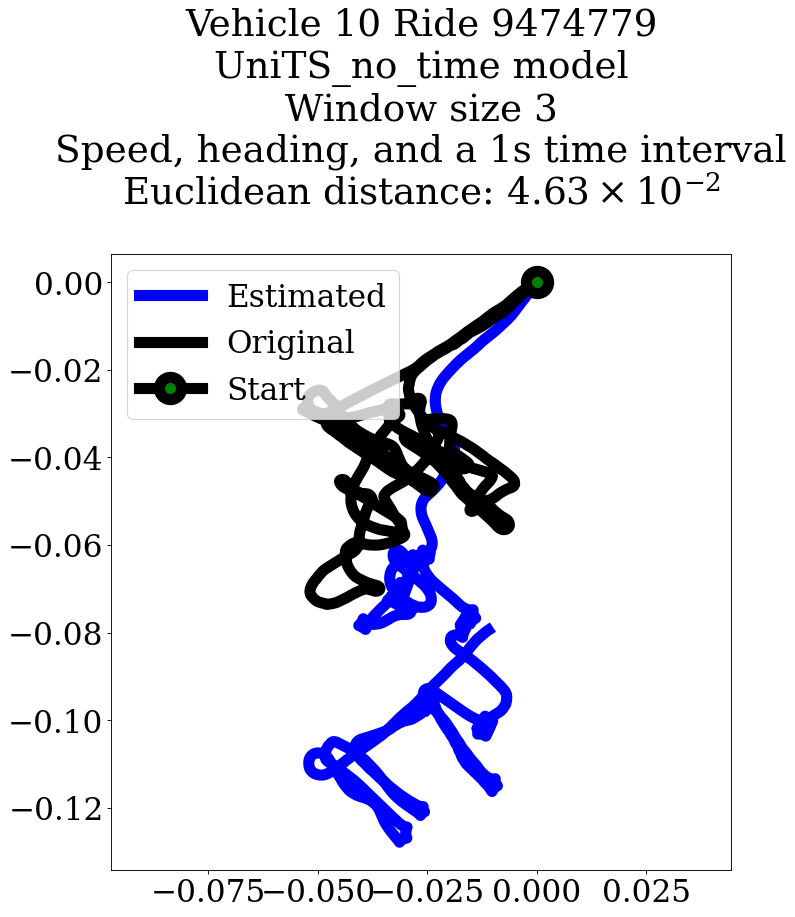 Vehicle 10 Ride 9474779
UniTS_no_time model
Window size 3
Speed, heading, and a 1s time interval
Euclidean distance: 4.63 × 10⁻²
Estimated
Original
Start
0.00
−0.02
−0.04
−0.06
−0.08
−0.10
−0.12
−0.075 −0.050 −0.025 0.000 0.025